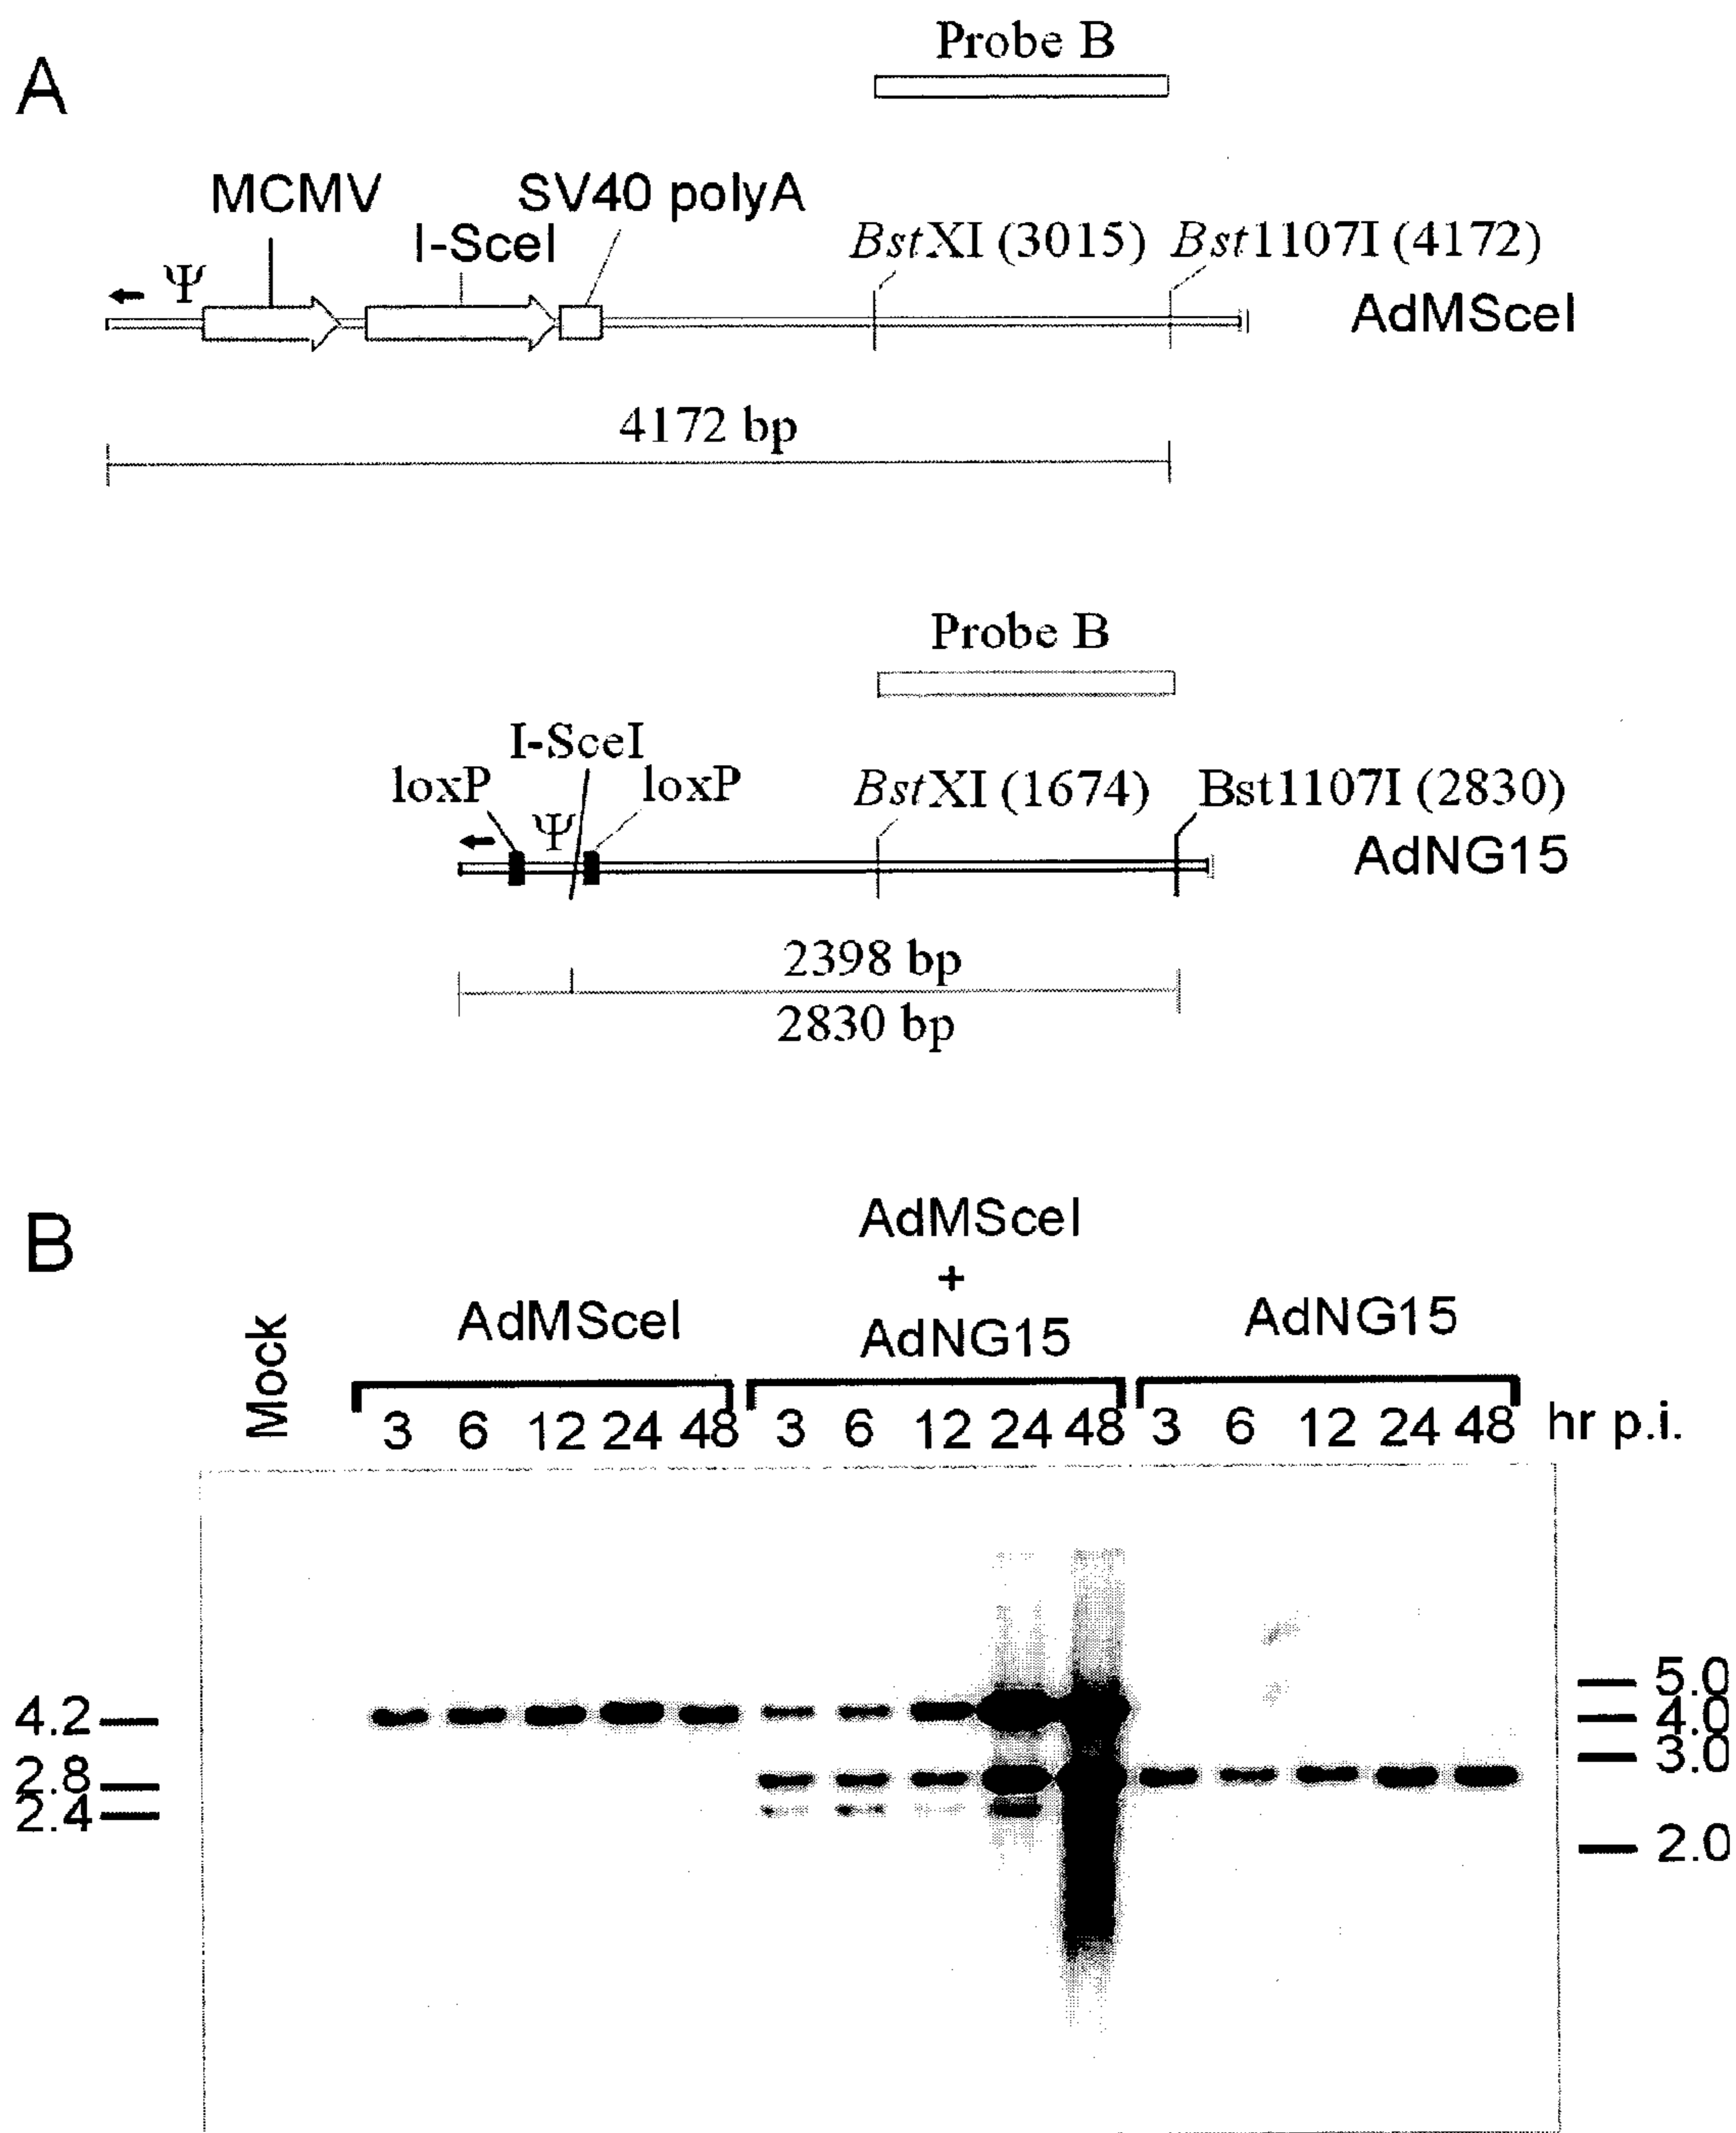 A
Probe B
MCMV
SV40 polyA
I-SceI
Ψ
BstXI (3015)
Bst1107I (4172)
AdMSceI
4172 bp
Probe B
I-SceI
loxP
loxP
Ψ
BstXI (1674)
Bst1107I (2830)
AdNG15
2398 bp
2830 bp
B
Mock
AdMSceI
AdMSceI
+
AdNG15
AdNG15
3 6 12 24 48 3 6 12 24 48 3 6 12 24 48 hr p.i.
4.2
2.8
2.4
5.0
4.0
3.0
2.0